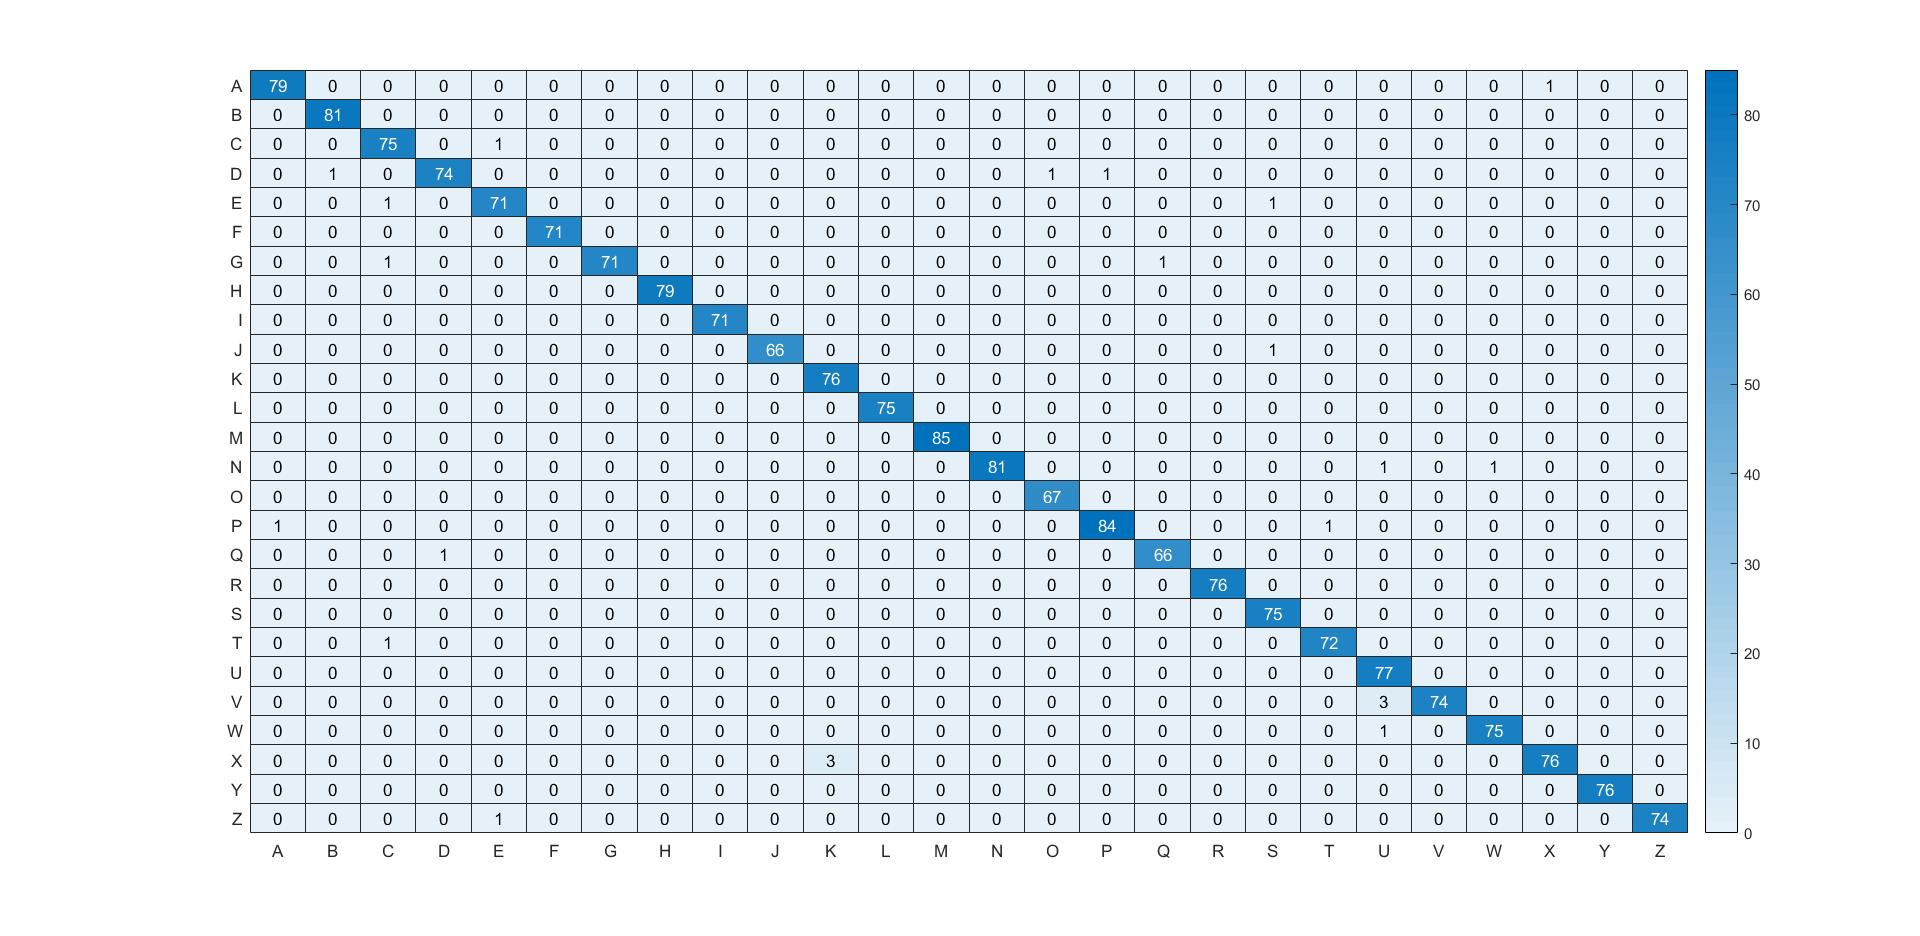 A 79 0 0 0 0 0 0 0 0 0 0 0 0 0 0 0 0 0 0 0 0 0 0 1 0 0
B 0 81 0 0 0 0 0 0 0 0 0 0 0 0 0 0 0 0 0 0 0 0 0 0 0 0 80
C 0 0 75 0 1 0 0 0 0 0 0 0 0 0 0 0 0 0 0 0 0 0 0 0 0 0
D 0 1 0 74 0 0 0 0 0 0 0 0 0 0 1 1 0 0 0 0 0 0 0 0 0 0
E 0 0 1 0 71 0 0 0 0 0 0 0 0 0 0 0 0 0 1 0 0 0 0 0 0 0 70
F 0 0 0 0 0 71 0 0 0 0 0 0 0 0 0 0 0 0 0 0 0 0 0 0 0 0
G 0 0 1 0 0 0 71 0 0 0 0 0 0 0 0 0 1 0 0 0 0 0 0 0 0 0
H 0 0 0 0 0 0 0 79 0 0 0 0 0 0 0 0 0 0 0 0 0 0 0 0 0 0 60
I 0 0 0 0 0 0 0 0 71 0 0 0 0 0 0 0 0 0 0 0 0 0 0 0 0 0
J 0 0 0 0 0 0 0 0 0 66 0 0 0 0 0 0 0 0 1 0 0 0 0 0 0 0
K 0 0 0 0 0 0 0 0 0 0 76 0 0 0 0 0 0 0 0 0 0 0 0 0 0 0 50
L 0 0 0 0 0 0 0 0 0 0 0 75 0 0 0 0 0 0 0 0 0 0 0 0 0 0
M 0 0 0 0 0 0 0 0 0 0 0 0 85 0 0 0 0 0 0 0 0 0 0 0 0 0
N 0 0 0 0 0 0 0 0 0 0 0 0 0 81 0 0 0 0 0 0 1 0 1 0 0 0 40
O 0 0 0 0 0 0 0 0 0 0 0 0 0 0 67 0 0 0 0 0 0 0 0 0 0 0
P 1 0 0 0 0 0 0 0 0 0 0 0 0 0 0 84 0 0 0 1 0 0 0 0 0 0
Q 0 0 0 1 0 0 0 0 0 0 0 0 0 0 0 0 66 0 0 0 0 0 0 0 0 0 30
R 0 0 0 0 0 0 0 0 0 0 0 0 0 0 0 0 0 76 0 0 0 0 0 0 0 0
S 0 0 0 0 0 0 0 0 0 0 0 0 0 0 0 0 0 0 75 0 0 0 0 0 0 0
T 0 0 1 0 0 0 0 0 0 0 0 0 0 0 0 0 0 0 0 72 0 0 0 0 0 0 20
U 0 0 0 0 0 0 0 0 0 0 0 0 0 0 0 0 0 0 0 0 77 0 0 0 0 0
V 0 0 0 0 0 0 0 0 0 0 0 0 0 0 0 0 0 0 0 0 3 74 0 0 0 0
W 0 0 0 0 0 0 0 0 0 0 0 0 0 0 0 0 0 0 0 0 1 0 75 0 0 0 10
X 0 0 0 0 0 0 0 0 0 0 3 0 0 0 0 0 0 0 0 0 0 0 0 76 0 0
Y 0 0 0 0 0 0 0 0 0 0 0 0 0 0 0 0 0 0 0 0 0 0 0 0 76 0
Z 0 0 0 0 1 0 0 0 0 0 0 0 0 0 0 0 0 0 0 0 0 0 0 0 0 74 0
A B C D E F G H I J K L M N O P Q R S T U V W X Y Z